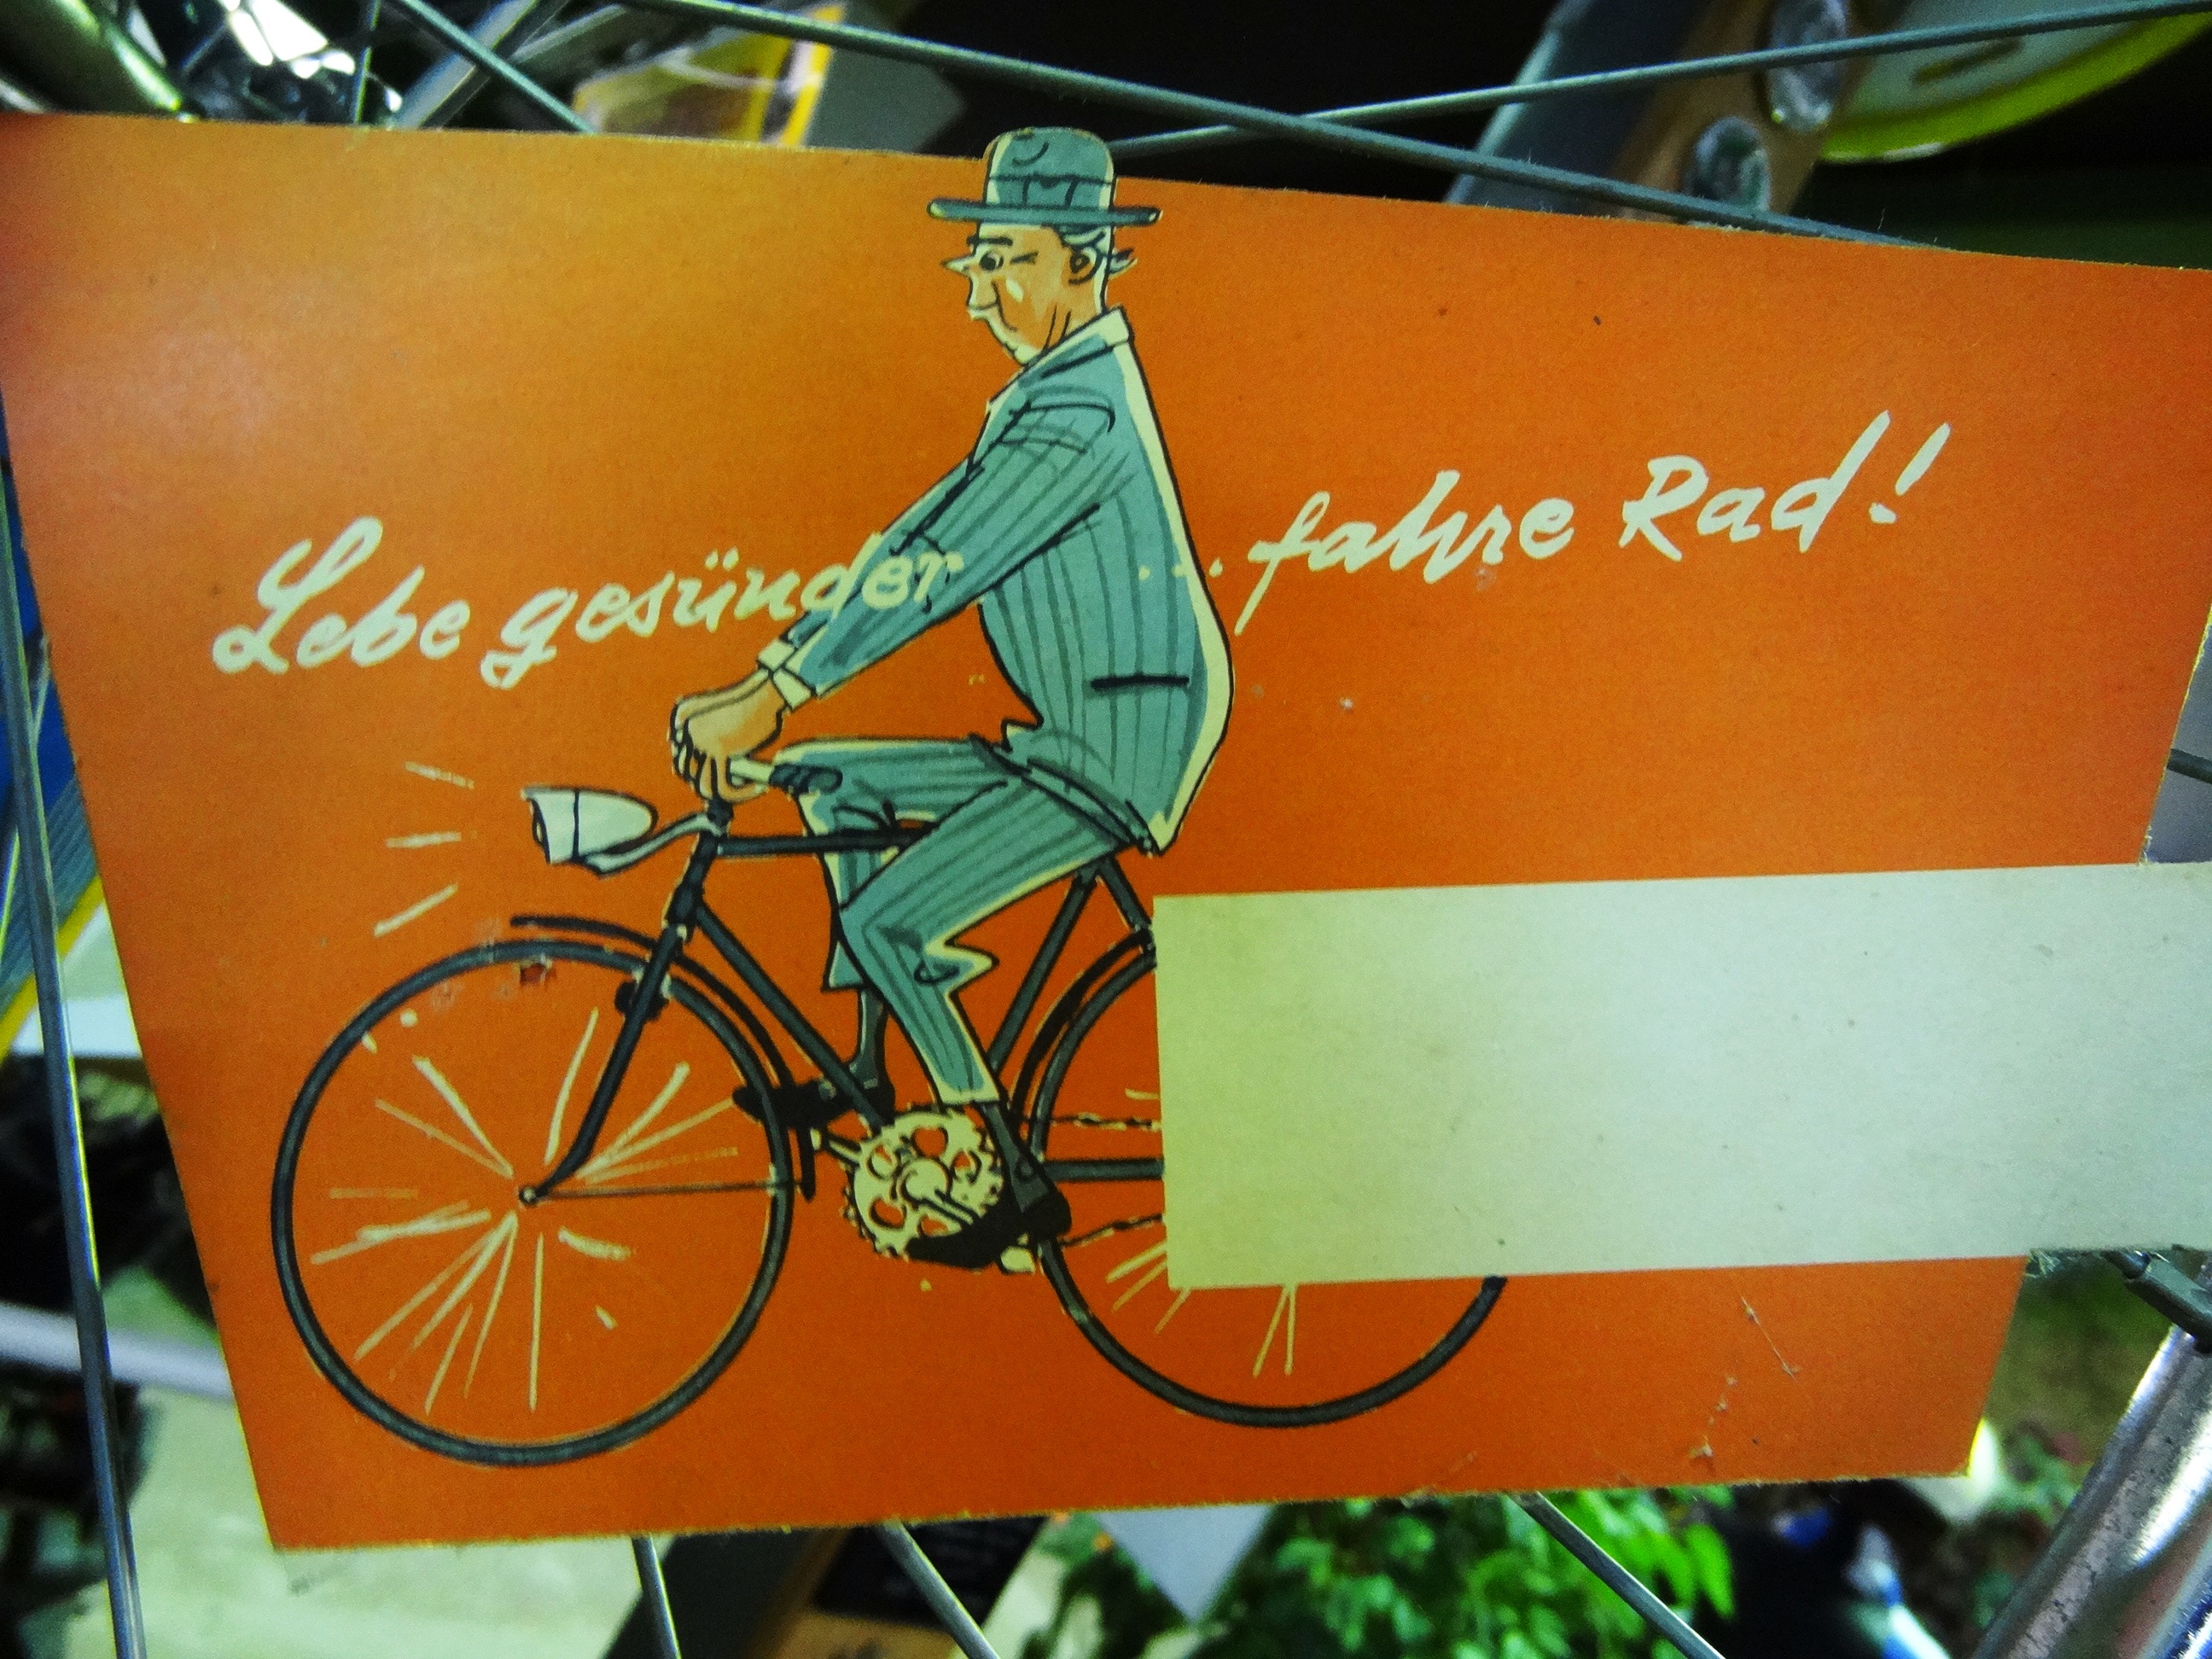 Lebe gesünder ... fahre Rad!